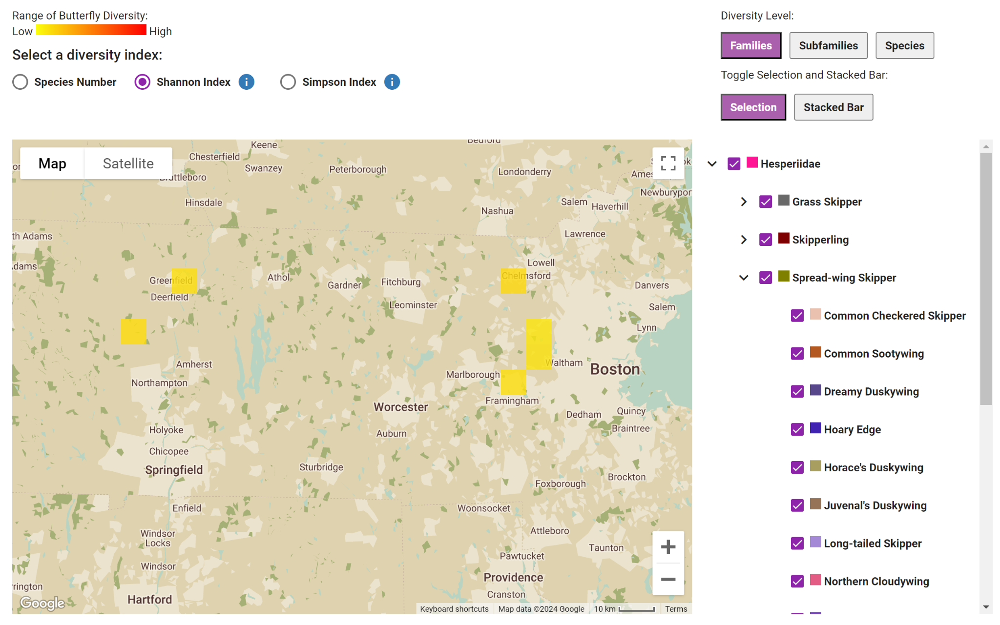 Range of Butterfly Diversity:
Low High
Select a diversity index:
Species Number Shannon Index i Simpson Index i
Diversity Level:
Families Subfamilies Species
Toggle Selection and Stacked Bar:
Selection Stacked Bar
Map Satellite
Keene
Bedford
Chesterfield
Swanzey
Peterborough
Londonderry
Hinsdale
Newburypor
Salem
Haverhill
Nashua
Lawrence
th Adams
dams
Lowell
Chelmsford
Greenfield
Athol
Gardner
Fitchburg
Danvers
Deerfield
Leominster
Salem
Lynn
Amherst
Waltham
Boston
Marlborough
Northampton
Framingham
Worcester
Quincy
Dedham
Holyoke
Auburn
Braintree
Chicopee
Springfield
Sturbridge
Brockton
Foxborough
Enfield
Woonsocket
Windsor
Locks
Attleboro
Taunton
Pawtucket
Windsor
Providence
rrington
Cranston
Hartford
Google
Keyboard shortcuts Map data ©2024 Google 10 km Terms
Hesperiidae
Grass Skipper
Skipperling
Spread-wing Skipper
Common Checkered Skipper
Common Sootywing
Dreamy Duskywing
Hoary Edge
Horace's Duskywing
Juvenal's Duskywing
Long-tailed Skipper
Northern Cloudywing